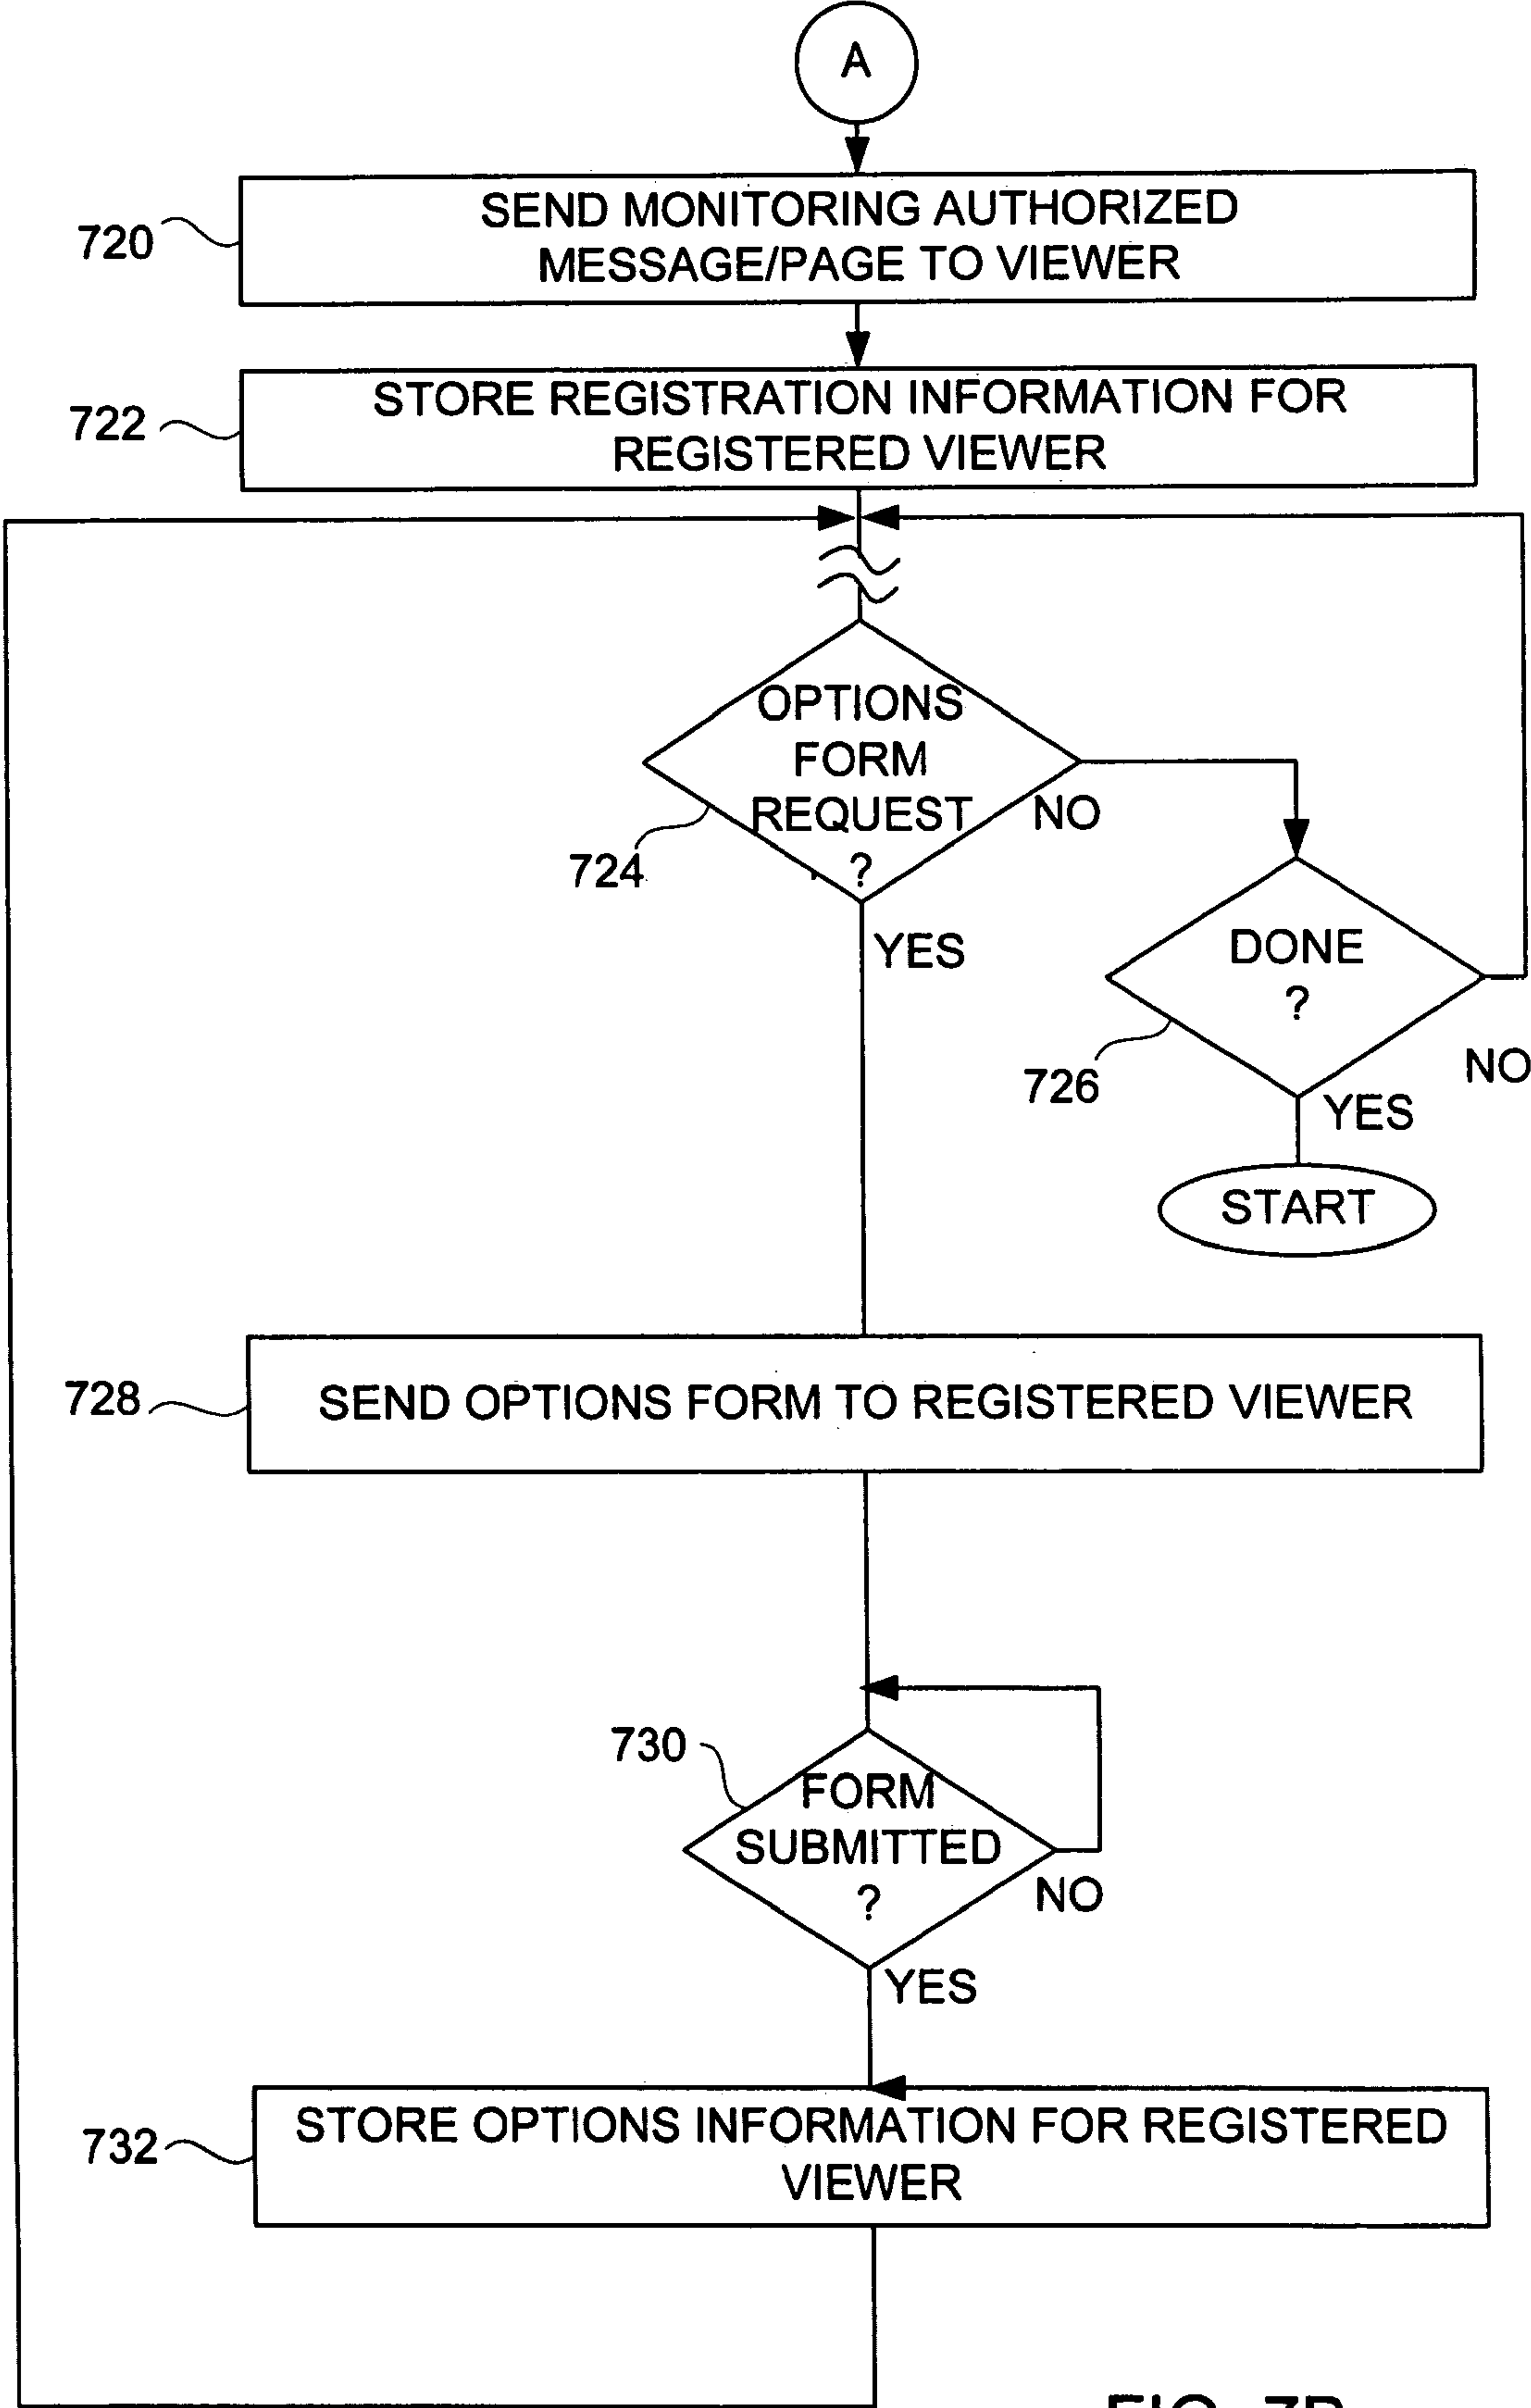 A
SEND MONITORING AUTHORIZED
MESSAGE/PAGE TO VIEWER
720
STORE REGISTRATION INFORMATION FOR
REGISTERED VIEWER
722
OPTIONS
FORM
REQUEST
?
NO
724
YES
DONE
?
726
NO
YES
START
728
SEND OPTIONS FORM TO REGISTERED VIEWER
730
FORM
SUBMITTED
?
NO
YES
STORE OPTIONS INFORMATION FOR REGISTERED
VIEWER
732